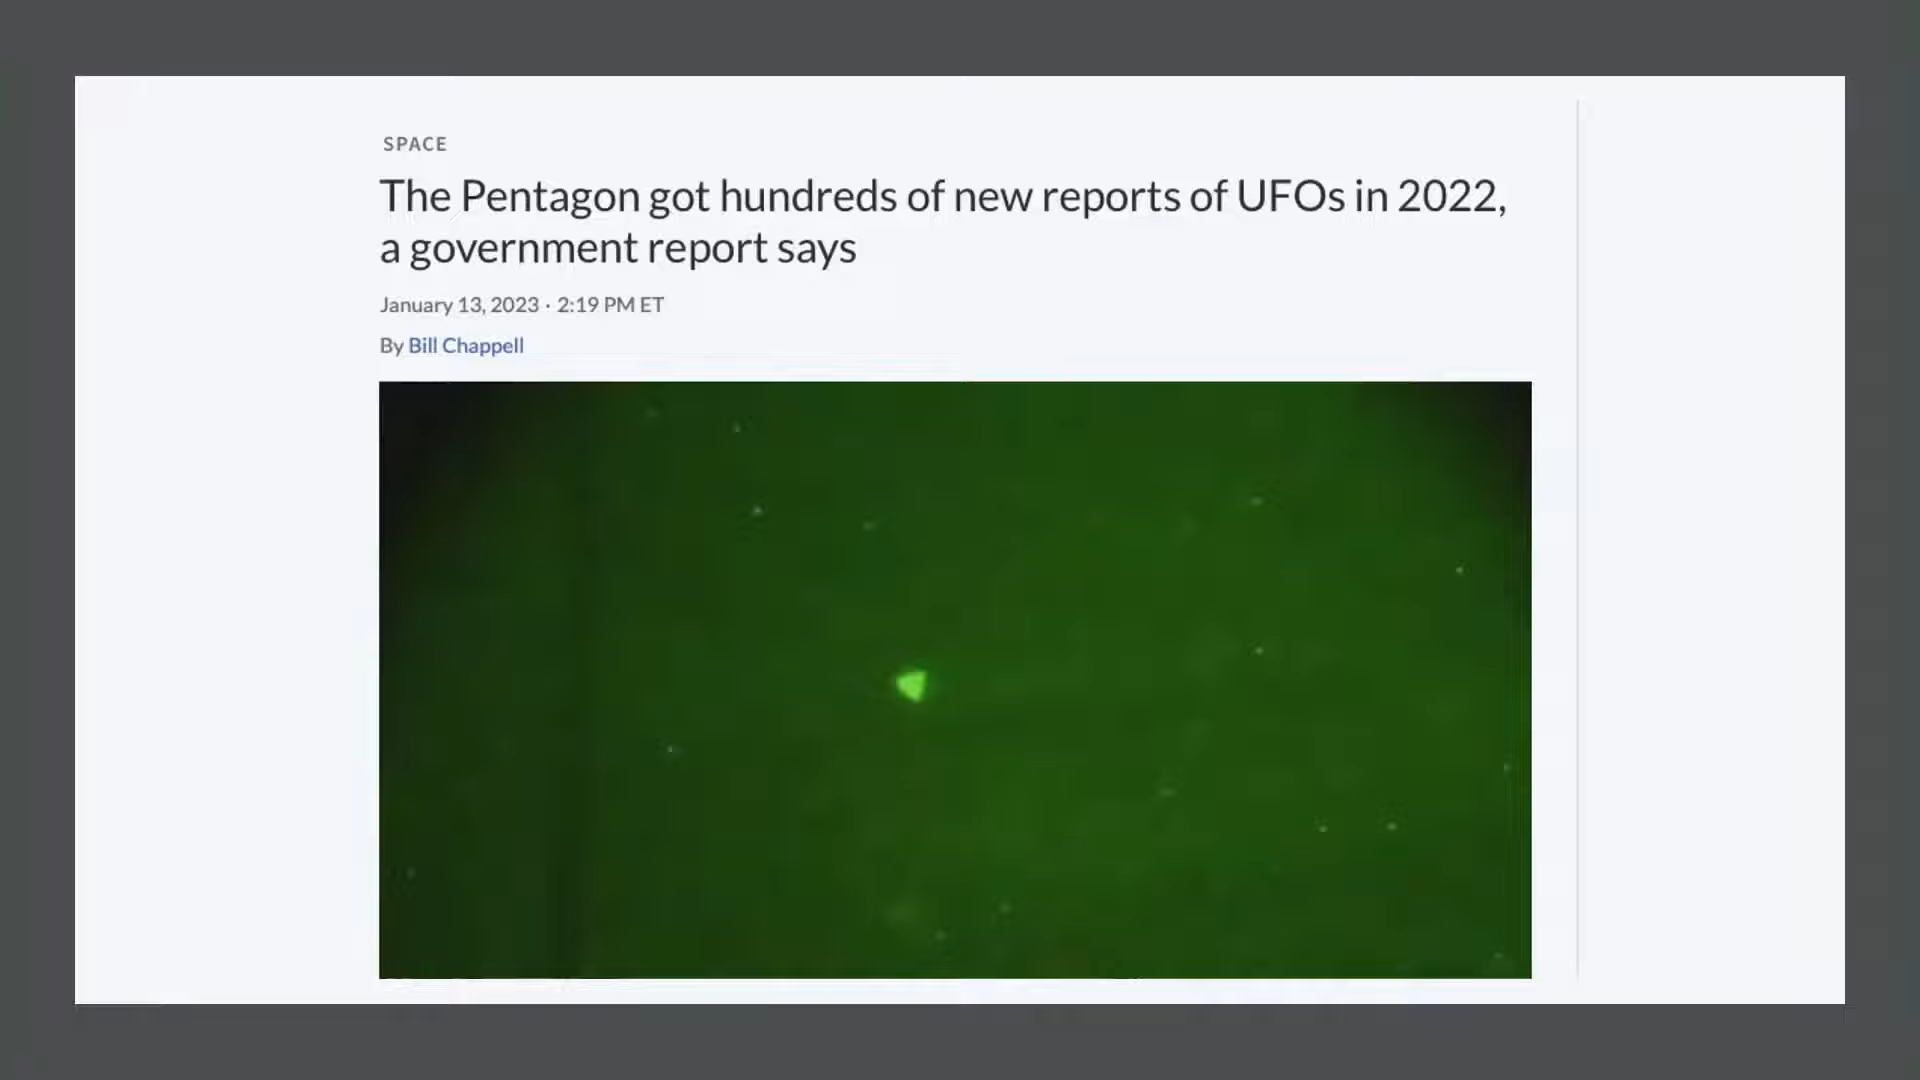 SPACE
The Pentagon got hundreds of new reports of UFOs in 2022,
a government report says
January 13, 2023 · 2:19 PM ET
By Bill Chappell